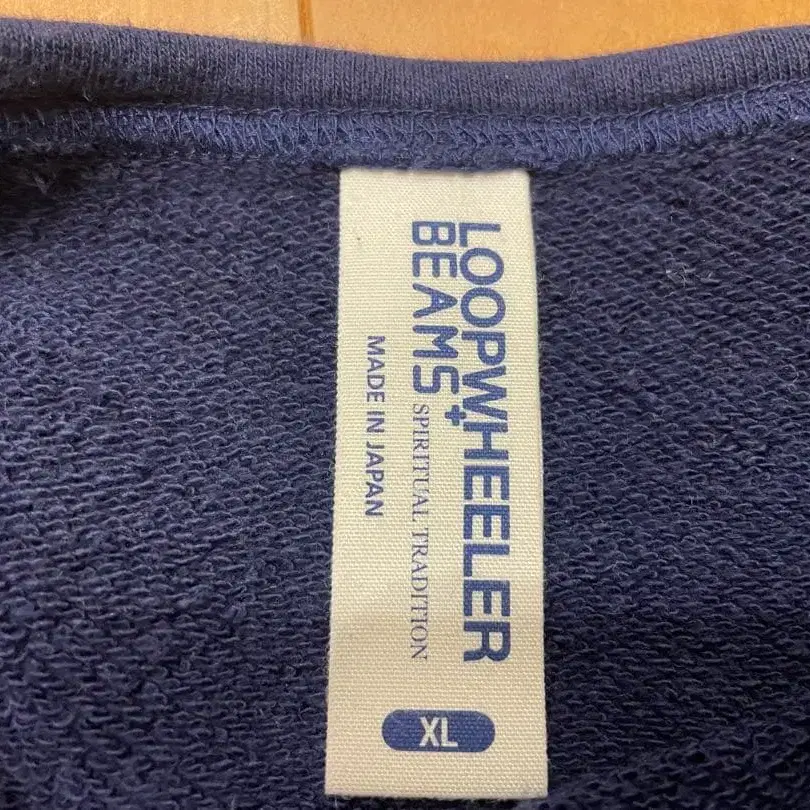 LOOPWHEELER
+
BEAMS
SPIRITUAL TRADITION
MADE IN JAPAN
XL